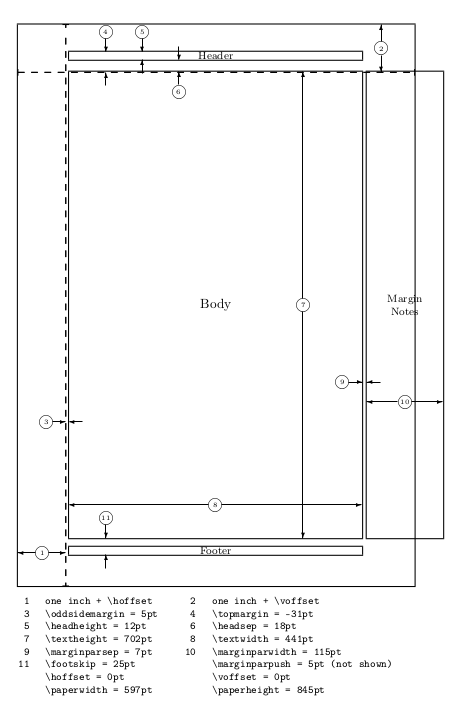 4 5
2
Header
6
Body
7
Margin
Notes
9
10
3
8
11
1
Footer
1 one inch + \hoffset 2 one inch + \voffset
3 \oddsidemargin = 5pt 4 \topmargin = -31pt
5 \headheight = 12pt 6 \headsep = 18pt
7 \textheight = 702pt 8 \textwidth = 441pt
9 \marginparsep = 7pt 10 \marginparwidth = 115pt
11 \footskip = 25pt \marginparpush = 5pt (not shown)
\hoffset = 0pt \voffset = 0pt
\paperwidth = 597pt \paperheight = 845pt